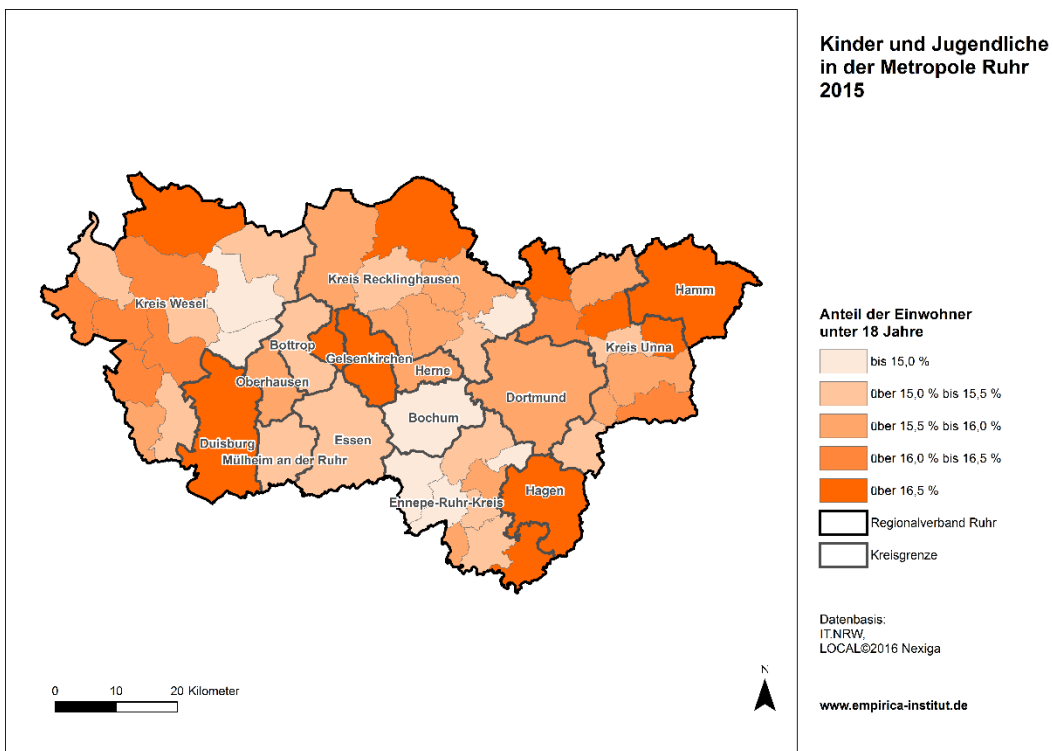 Kinder und Jugendliche
in der Metropole Ruhr
2015
Kreis Recklinghausen
Hamm
Kreis Wesel
Bottrop
Gelsenkirchen
Kreis Unna
Herne
Oberhausen
Dortmund
Bochum
Essen
Duisburg
Mülheim an der Ruhr
Hagen
Ennepe-Ruhr-Kreis
Anteil der Einwohner
unter 18 Jahre
bis 15,0 %
über 15,0 % bis 15,5 %
über 15,5 % bis 16,0 %
über 16,0 % bis 16,5 %
über 16,5 %
Regionalverband Ruhr
Kreisgrenze
Datenbasis:
IT.NRW,
LOCAL©2016 Nexiga
www.empirica-institut.de
0 10 20 Kilometer
N